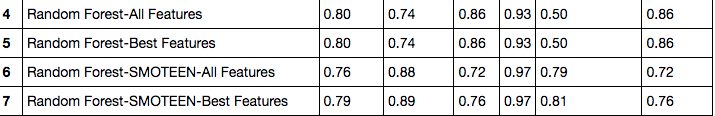 4 Random Forest-All Features 0.80 0.74 0.86 0.93 0.50 0.86
5 Random Forest-Best Features 0.80 0.74 0.86 0.93 0.50 0.86
6 Random Forest-SMOTEEN-All Features 0.76 0.88 0.72 0.97 0.79 0.72
7 Random Forest-SMOTEEN-Best Features 0.79 0.89 0.76 0.97 0.81 0.76